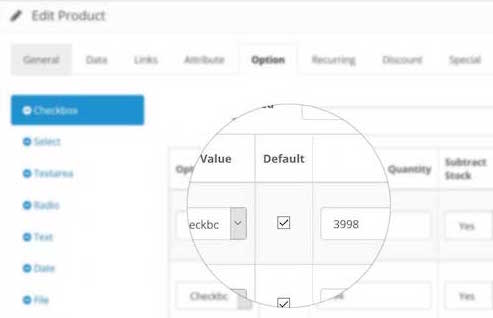 Edit Product
General Data Links Attribute Option Recurring Discount Special
Checkbox
Select
Textarea
Radio
Text
Date
File
Value Default Quantity Subtract
Stock
eckbc 3998 Yes
Checkbc Yes